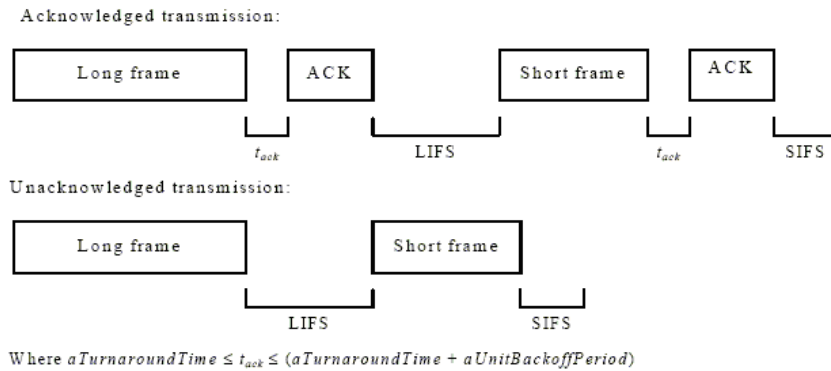 Acknowledged transmission:
Long frame ACK Short frame ACK
t_ack LIFS t_ack SIFS
Unacknowledged transmission:
Long frame Short frame
LIFS SIFS
Where aTurnaroundTime ≤ t_ack ≤ (aTurnaroundTime + aUnitBackoffPeriod)